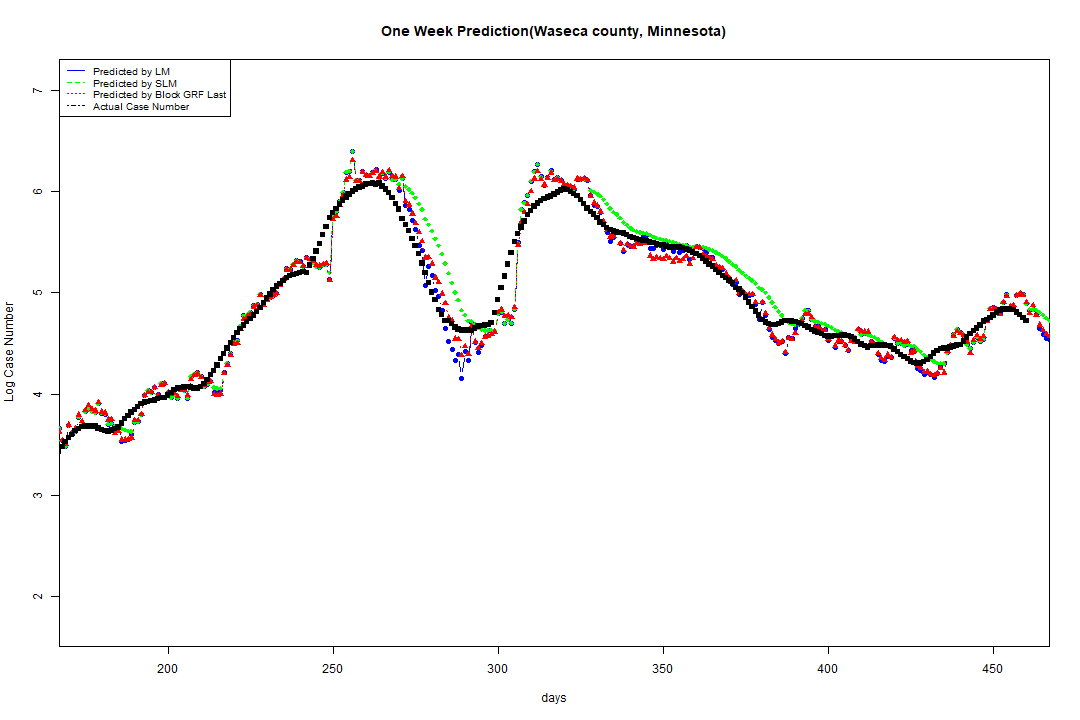 One Week Prediction(Waseca county, Minnesota)
Predicted by LM
Predicted by SLM
Predicted by Block GRF Last
Actual Case Number
7
6
5
4
3
2
Log Case Number
200
250
300
350
400
450
days